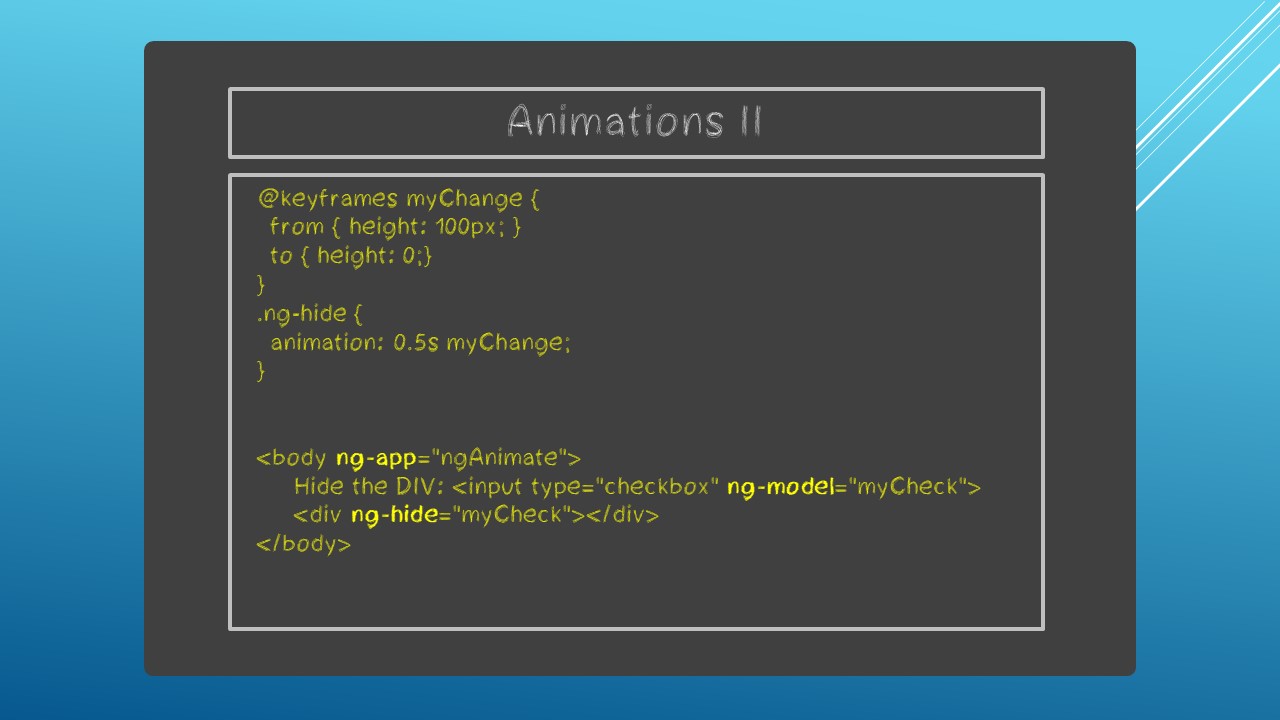 Animations II
@keyframes myChange {
  from { height: 100px; }
  to { height: 0;}
}
.ng-hide {
  animation: 0.5s myChange;
}
<body ng-app="ngAnimate">
     Hide the DIV: <input type="checkbox" ng-model="myCheck">
     <div ng-hide="myCheck"></div>
</body>